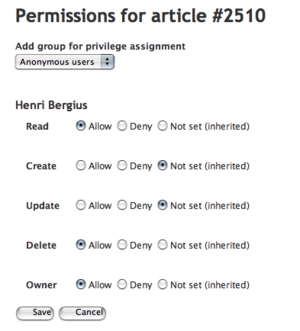 Permissions for article #2510
Add group for privilege assignment
Anonymous users
Henri Bergius
Read Allow Deny Not set (inherited)
Create Allow Deny Not set (inherited)
Update Allow Deny Not set (inherited)
Delete Allow Deny Not set (inherited)
Owner Allow Deny Not set (inherited)
Save Cancel